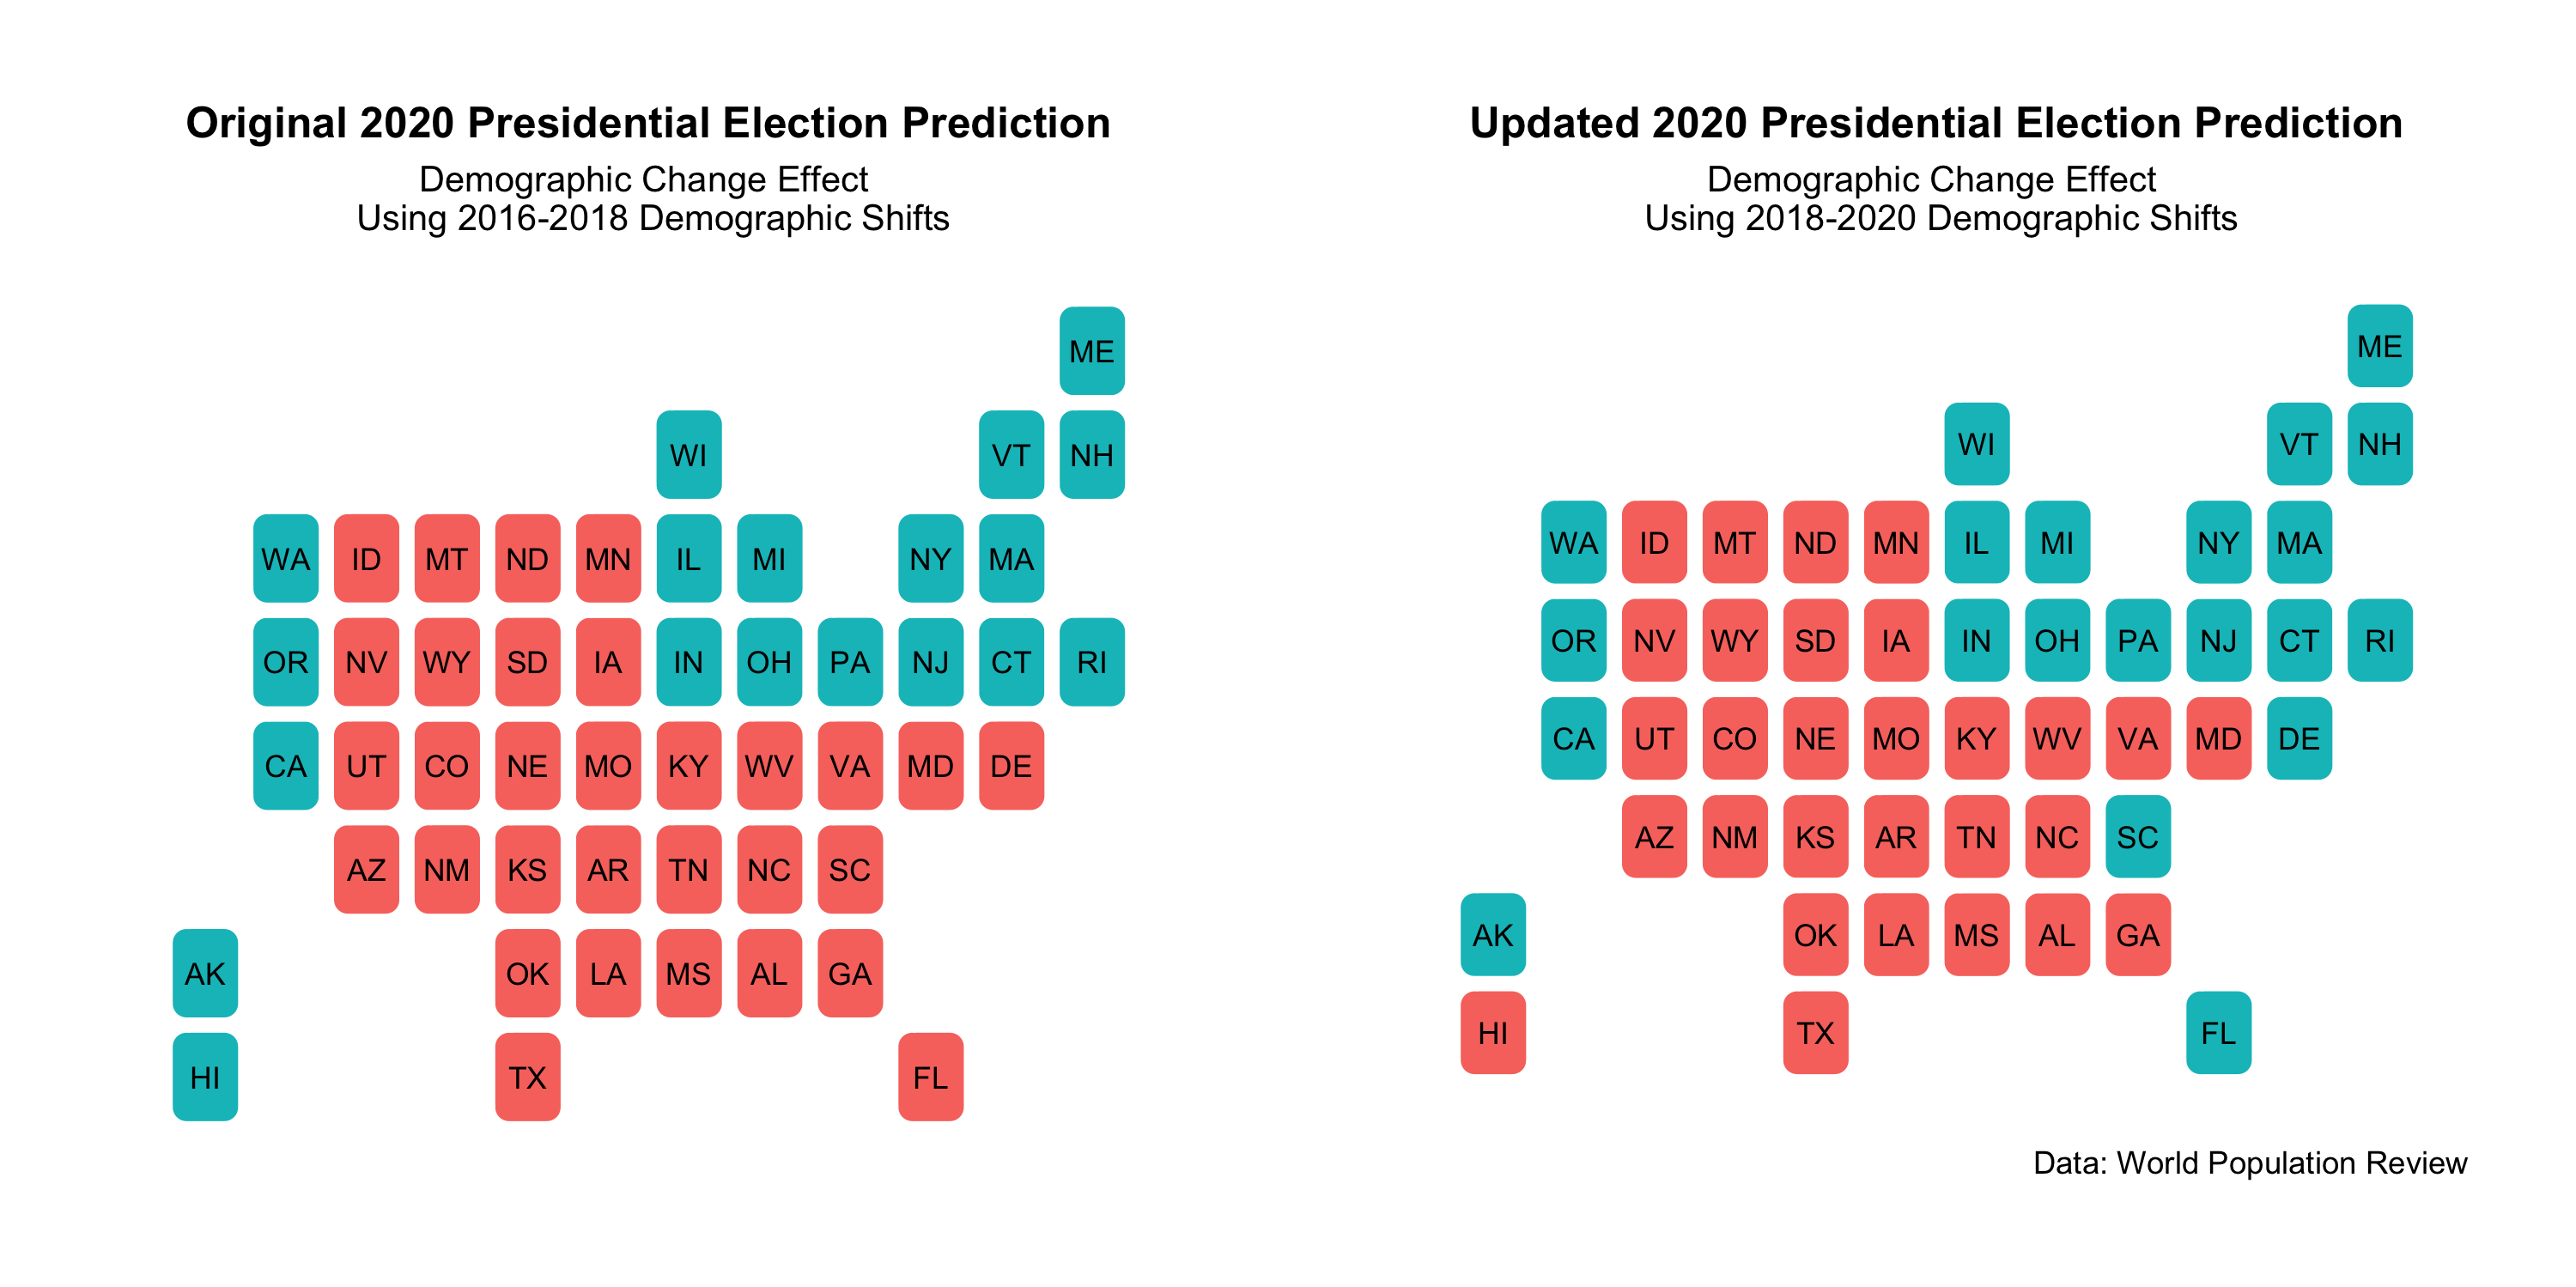 Original 2020 Presidential Election Prediction
Demographic Change Effect
Using 2016-2018 Demographic Shifts
ME
WI VT NH
WA ID MT ND MN IL MI NY MA
OR NV WY SD IA IN OH PA NJ CT RI
CA UT CO NE MO KY WV VA MD DE
AZ NM KS AR TN NC SC
AK OK LA MS AL GA
HI TX FL
Updated 2020 Presidential Election Prediction
Demographic Change Effect
Using 2018-2020 Demographic Shifts
ME
WI VT NH
WA ID MT ND MN IL MI NY MA
OR NV WY SD IA IN OH PA NJ CT RI
CA UT CO NE MO KY WV VA MD DE
AZ NM KS AR TN NC SC
AK OK LA MS AL GA
HI TX FL
Data: World Population Review